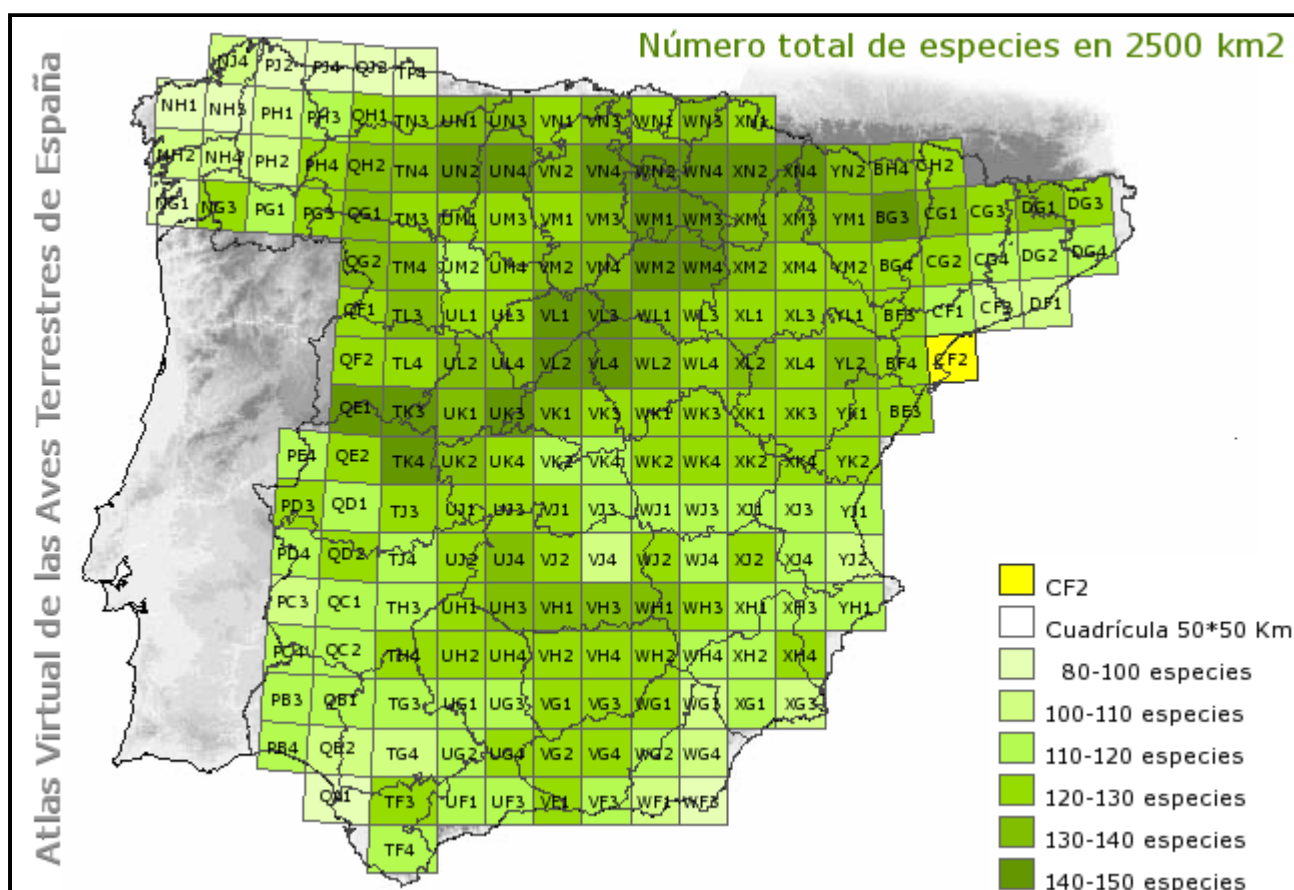 Número total de especies en 2500 km2
Atlas Virtual de las Aves Terrestres de España
NJ4 PJ2 PJ4 QJ2 TP4
NH1 NH3 PH1 PH3 QH1 TN3 UN1 UN3 VN1 VN3 WN1 WN3 XN1
NH2 NH4 PH2 PH4 QH2 TN4 UN2 UN4 VN2 VN4 WN2 WN4 XN2 XN4 YN2 BH4 CH2
NG1 NG3 PG1 PG3 QG1 TM3 UM1 UM3 VM1 VM3 WM1 WM3 XM1 XM3 YM1 BG3 CG1 CG3 DG1 DG3
QG2 TM4 UM2 UM4 VM2 VN4 WM2 WM4 XM2 XM4 YM2 BG4 CG2 CG4 DG2 DG4
QF1 TL3 UL1 UL3 VL1 VL3 WL1 WL3 XL1 XL3 YL1 BF3 CF1 CF3 DF1
QF2 TL4 UL2 UL4 VL2 VL4 WL2 WL4 XL2 XL4 YL2 BF4 CF2
QE1 TK3 UK1 UK3 VK1 VK3 WK1 WK3 XK1 XK3 YK1 BE3
PE4 QE2 TK4 UK2 UK4 VK2 VK4 WK2 WK4 XK2 XK4 YK2
PD3 QD1 TJ3 UJ1 UJ3 VJ1 VJ3 WJ1 WJ3 XJ1 XJ3 YJ1
PD4 QD2 TJ4 UJ2 UJ4 VJ2 VJ4 WJ2 WJ4 XJ2 XJ4 YJ2
PC3 QC1 TH3 UH1 UH3 VH1 VH3 WH1 WH3 XH1 XH3 YH1
PC4 QC2 TH4 UH2 UH4 VH2 VH4 WH2 WH4 XH2 XH4
PB3 QB1 TG3 UG1 UG3 VG1 VG3 WG1 WG3 XG1 XG3
PB4 QB2 TG4 UG2 UG4 VG2 VG4 WG2 WG4
QA1 TF3 UF1 UF3 VF1 VF3 WF1 WF3
TF4
CF2
Cuadrícula 50*50 Km
80-100 especies
100-110 especies
110-120 especies
120-130 especies
130-140 especies
140-150 especies